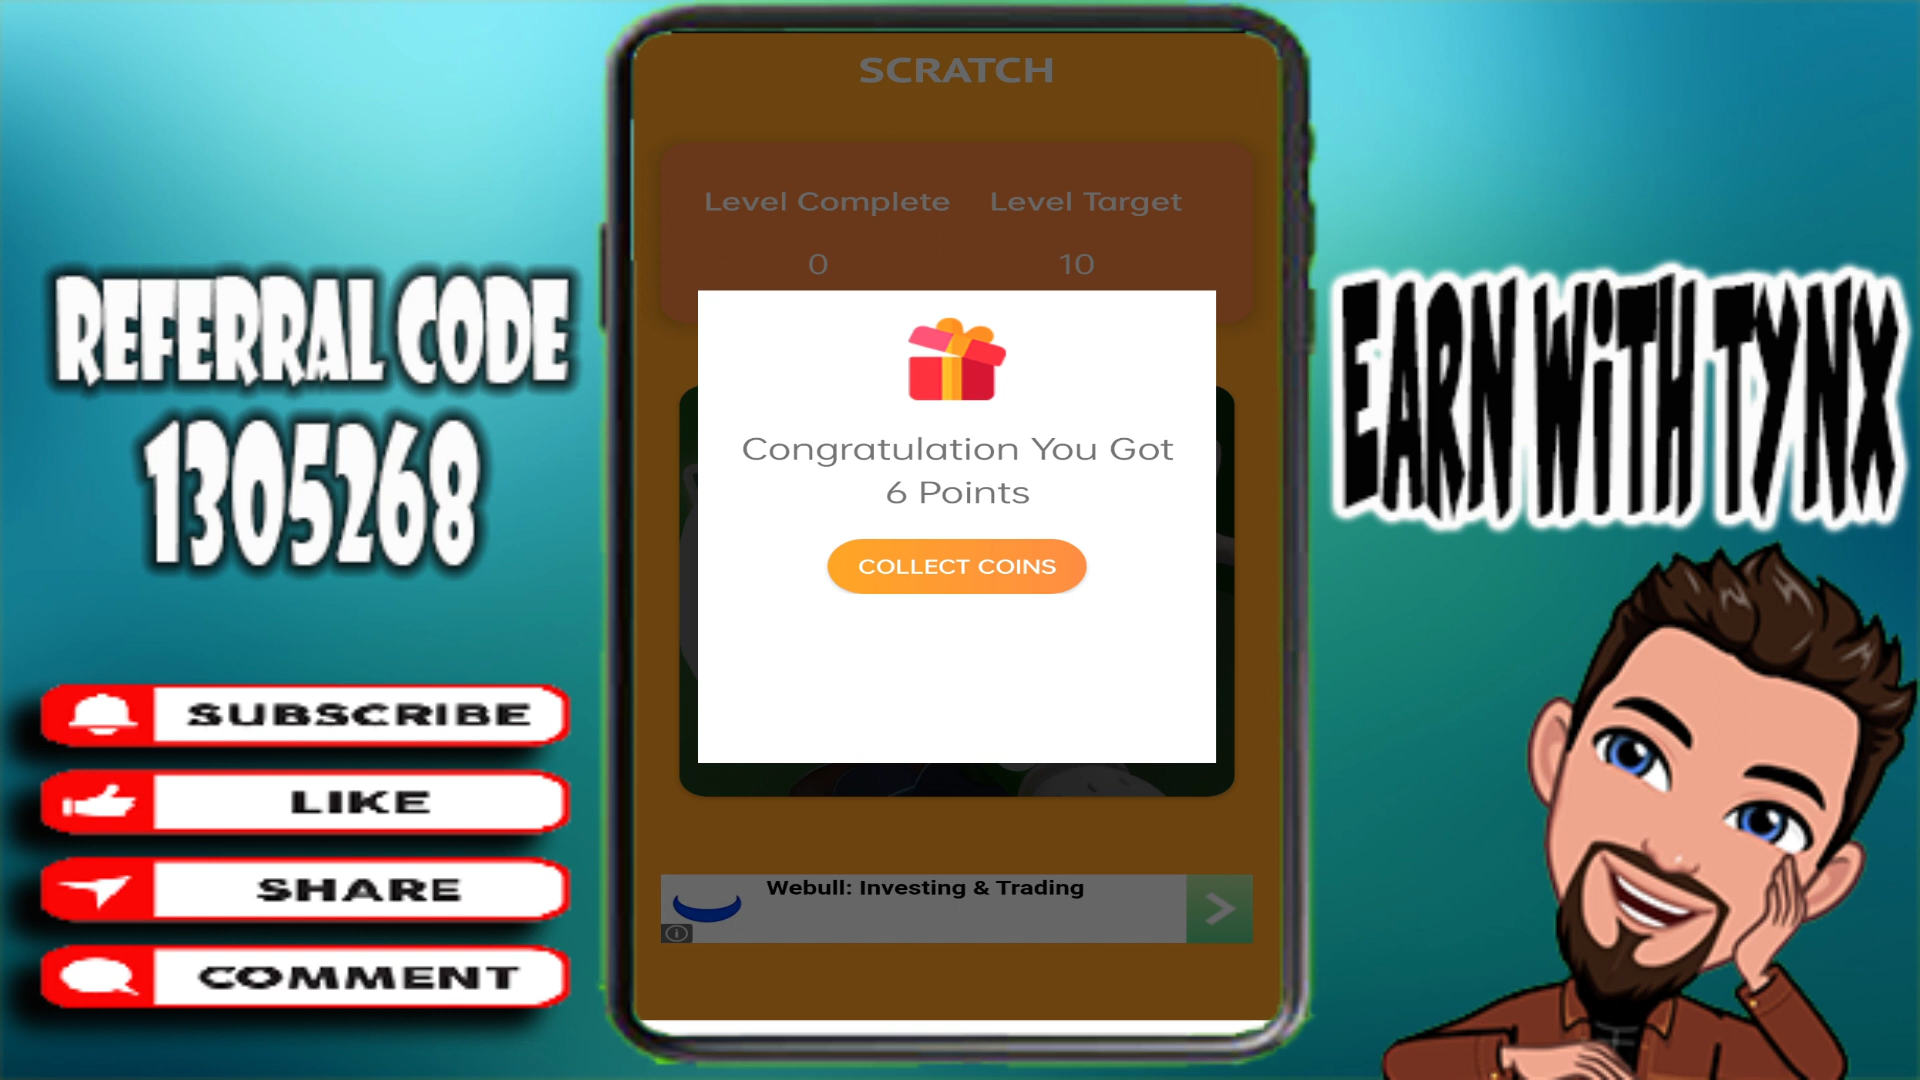 REFERRAL CODE
1305268
SUBSCRIBE
LIKE
SHARE
COMMENT
SCRATCH
Level Complete Level Target
0 10
Congratulation You Got
6 Points
COLLECT COINS
Webull: Investing & Trading
EARN WiTH TYNX